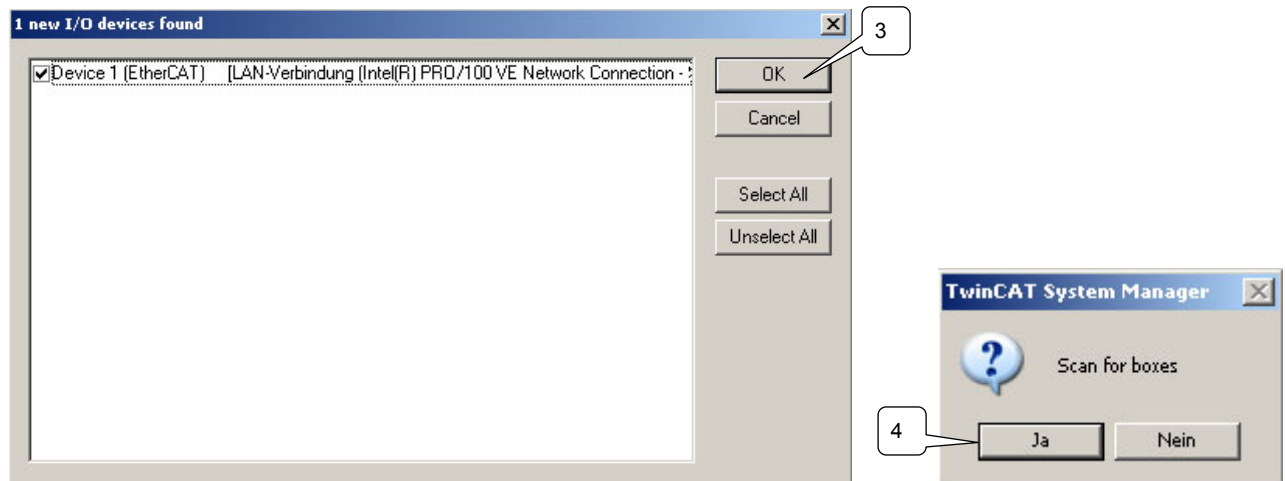 1 new I/O devices found
3
Device 1 (EtherCAT) [LAN-Verbindung (Intel(R) PRO/100 VE Network Connection -
OK
Cancel
Select All
Unselect All
TwinCAT System Manager
Scan for boxes
4
Ja
Nein